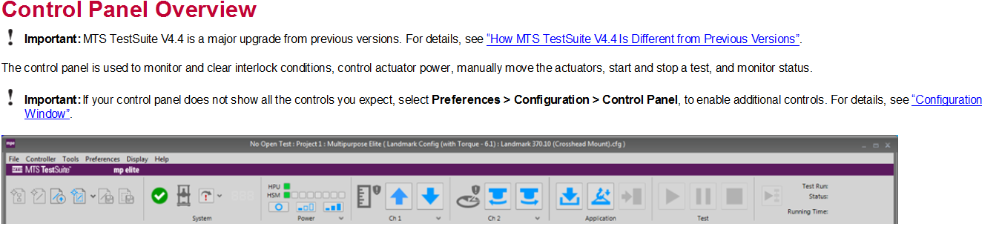 Control Panel Overview
! Important: MTS TestSuite V4.4 is a major upgrade from previous versions. For details, see “How MTS TestSuite V4.4 Is Different from Previous Versions”.
The control panel is used to monitor and clear interlock conditions, control actuator power, manually move the actuators, start and stop a test, and monitor status.
! Important: If your control panel does not show all the controls you expect, select Preferences > Configuration > Control Panel, to enable additional controls. For details, see “Configuration
Window”.
mpe No Open Test : Project 1 : Multipurpose Elite ( Landmark Config (with Torque - 6.1) : Landmark 370.10 (Crosshead Mount).cfg )
File Controller Tools Preferences Display Help
MTS TestSuite™ mp elite
HPU
HSM
Test Run:
Status:
Running Time:
System Power Ch 1 Ch 2 Application Test